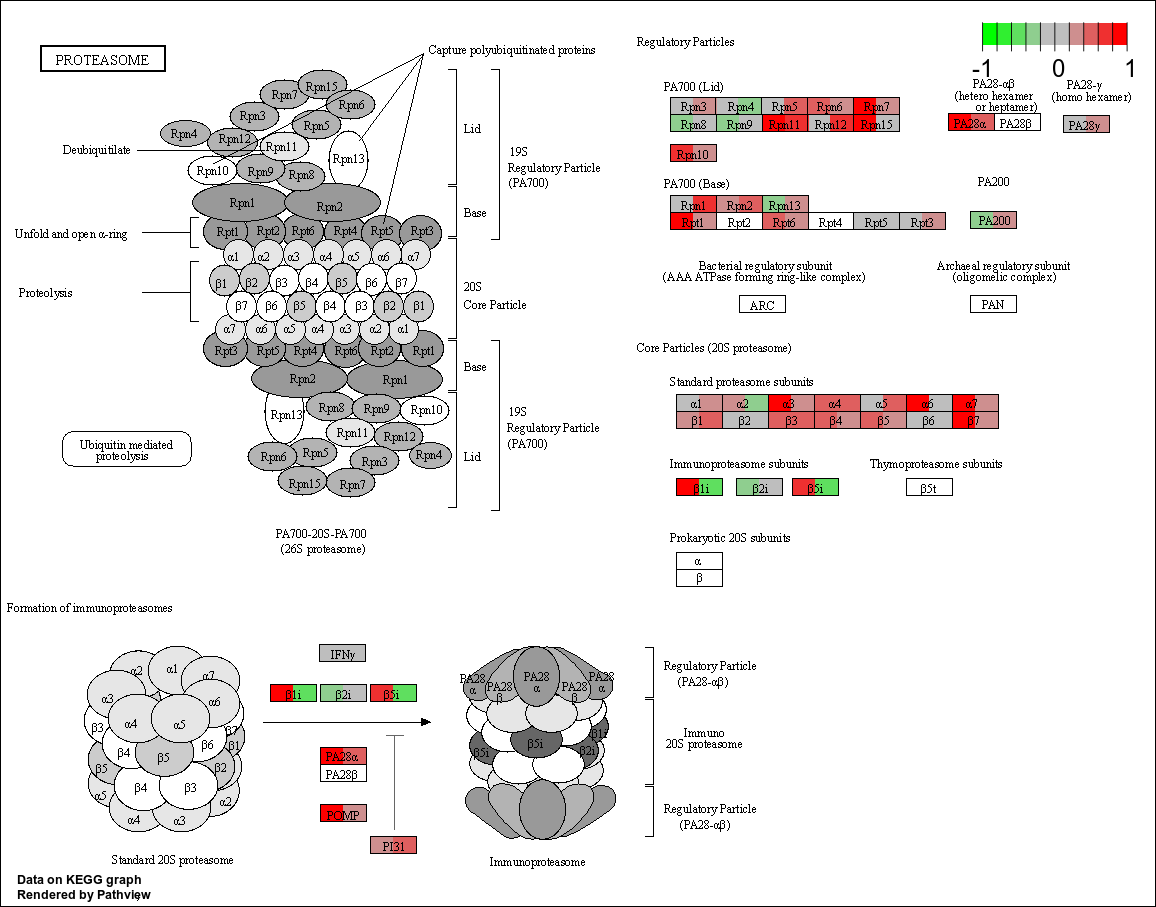 PROTEASOME
Capture polyubiquitinated proteins
Rpn15
Rpn7
Rpn6
Rpn3
Rpn5
Rpn4
Rpn12
Rpn11
Deubiquitilate
Rpn13
Rpn10
Rpn9
Rpn8
Rpn1
Rpn2
Rpt1
Rpt2
Rpt6
Rpt4
Rpt5
Rpt3
Unfold and open α-ring
α1
α2
α3
α4
α5
α6
α7
β1
β2
β3
β4
β5
β6
β7
Proteolysis
β7
β6
β5
β4
β3
β2
β1
α7
α6
α5
α4
α3
α2
α1
Rpt3
Rpt5
Rpt4
Rpt6
Rpt2
Rpt1
Rpn2
Rpn1
Rpn13
Rpn8
Rpn9
Rpn10
Rpn11
Rpn12
Rpn6
Rpn5
Rpn3
Rpn4
Rpn15
Rpn7
Lid
Base
19S
Regulatory Particle
(PA700)
20S
Core Particle
Base
Lid
19S
Regulatory Particle
(PA700)
Ubiquitin mediated
proteolysis
PA700-20S-PA700
(26S proteasome)
Regulatory Particles
-1
0
1
PA700 (Lid)
Rpn3
Rpn4
Rpn5
Rpn6
Rpn7
Rpn8
Rpn9
Rpn11
Rpn12
Rpn15
Rpn10
PA28-αβ
(hetero hexamer
or heptamer)
PA28α
PA28β
PA28-γ
(homo hexamer)
PA28γ
PA700 (Base)
Rpn1
Rpn2
Rpn13
Rpt1
Rpt2
Rpt6
Rpt4
Rpt5
Rpt3
PA200
PA200
Bacterial regulatory subunit
(AAA ATPase forming ring-like complex)
ARC
Archaeal regulatory subunit
(oligomelic complex)
PAN
Core Particles (20S proteasome)
Standard proteasome subunits
α1
α2
α3
α4
α5
α6
α7
β1
β2
β3
β4
β5
β6
β7
Immunoproteasome subunits
β1i
β2i
β5i
Thymoproteasome subunits
β5t
Prokaryotic 20S subunits
α
β
Formation of immunoproteasomes
α2
α1
α7
α3
α6
α4
α5
β3
β7
β4
β6
β1
β5
β5
β2
α5
β4
β3
α2
α4
α3
Standard 20S proteasome
IFNγ
β1i
β2i
β5i
PA28α
PA28β
POMP
PI31
PA28
α
PA28
β
PA28
α
PA28
β
PA28
α
β1i
β5i
β5i
β2i
Immunoproteasome
Regulatory Particle
(PA28-αβ)
Immuno
20S proteasome
Regulatory Particle
(PA28-αβ)
Data on KEGG graph
Rendered by Pathview